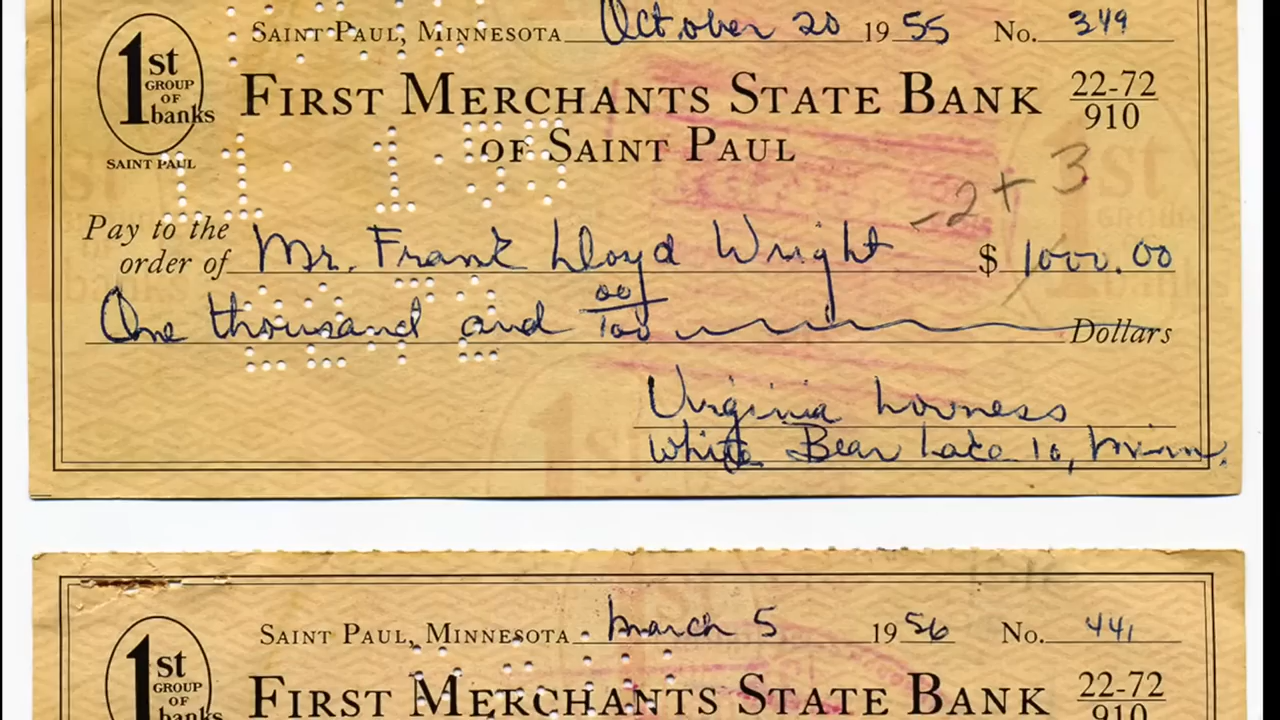 SAINT PAUL, MINNESOTA October 20 1955 No. 349
1st
GROUP
OF
banks
SAINT PAUL
FIRST MERCHANTS STATE BANK
OF SAINT PAUL
22-72
910
-2+3
Pay to the
order of Mr. Frank Lloyd Wright $ 1000.00
One thousand and 00/100 Dollars
Virginia Lovness
White Bear Lake 10, Minn.
SAINT PAUL, MINNESOTA March 5 1956 No. 441
1st
GROUP
OF
banks
FIRST MERCHANTS STATE BANK
22-72
910